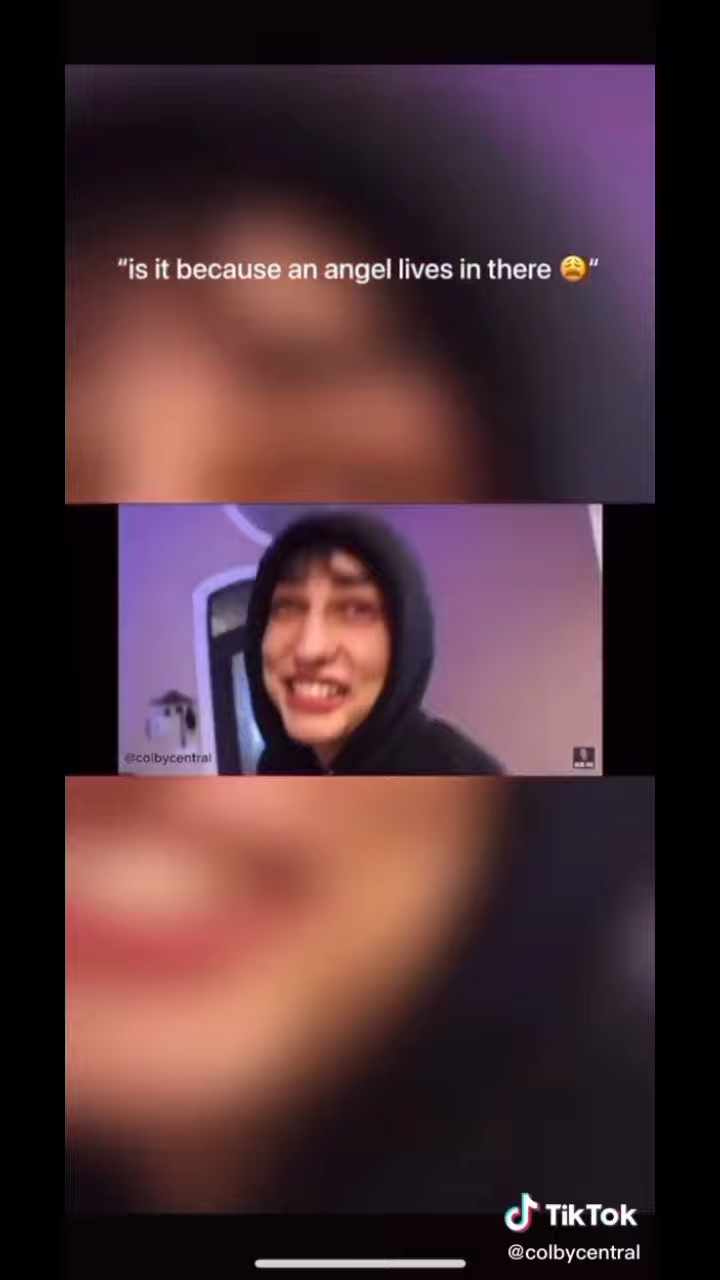 “is it because an angel lives in there 😩“
@colbycentral
TikTok
@colbycentral